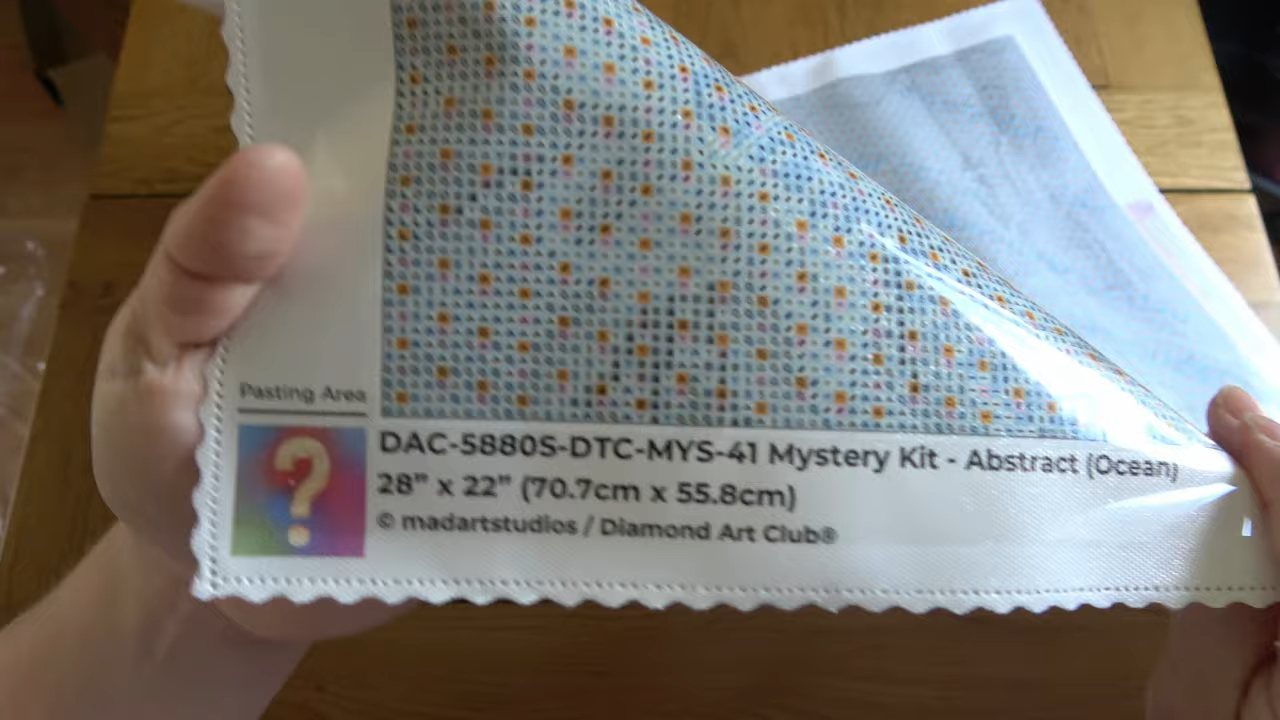 Pasting Area
?
DAC-5880S-DTC-MYS-41 Mystery Kit - Abstract (Ocean)
28" x 22" (70.7cm x 55.8cm)
© madartstudios / Diamond Art Club®